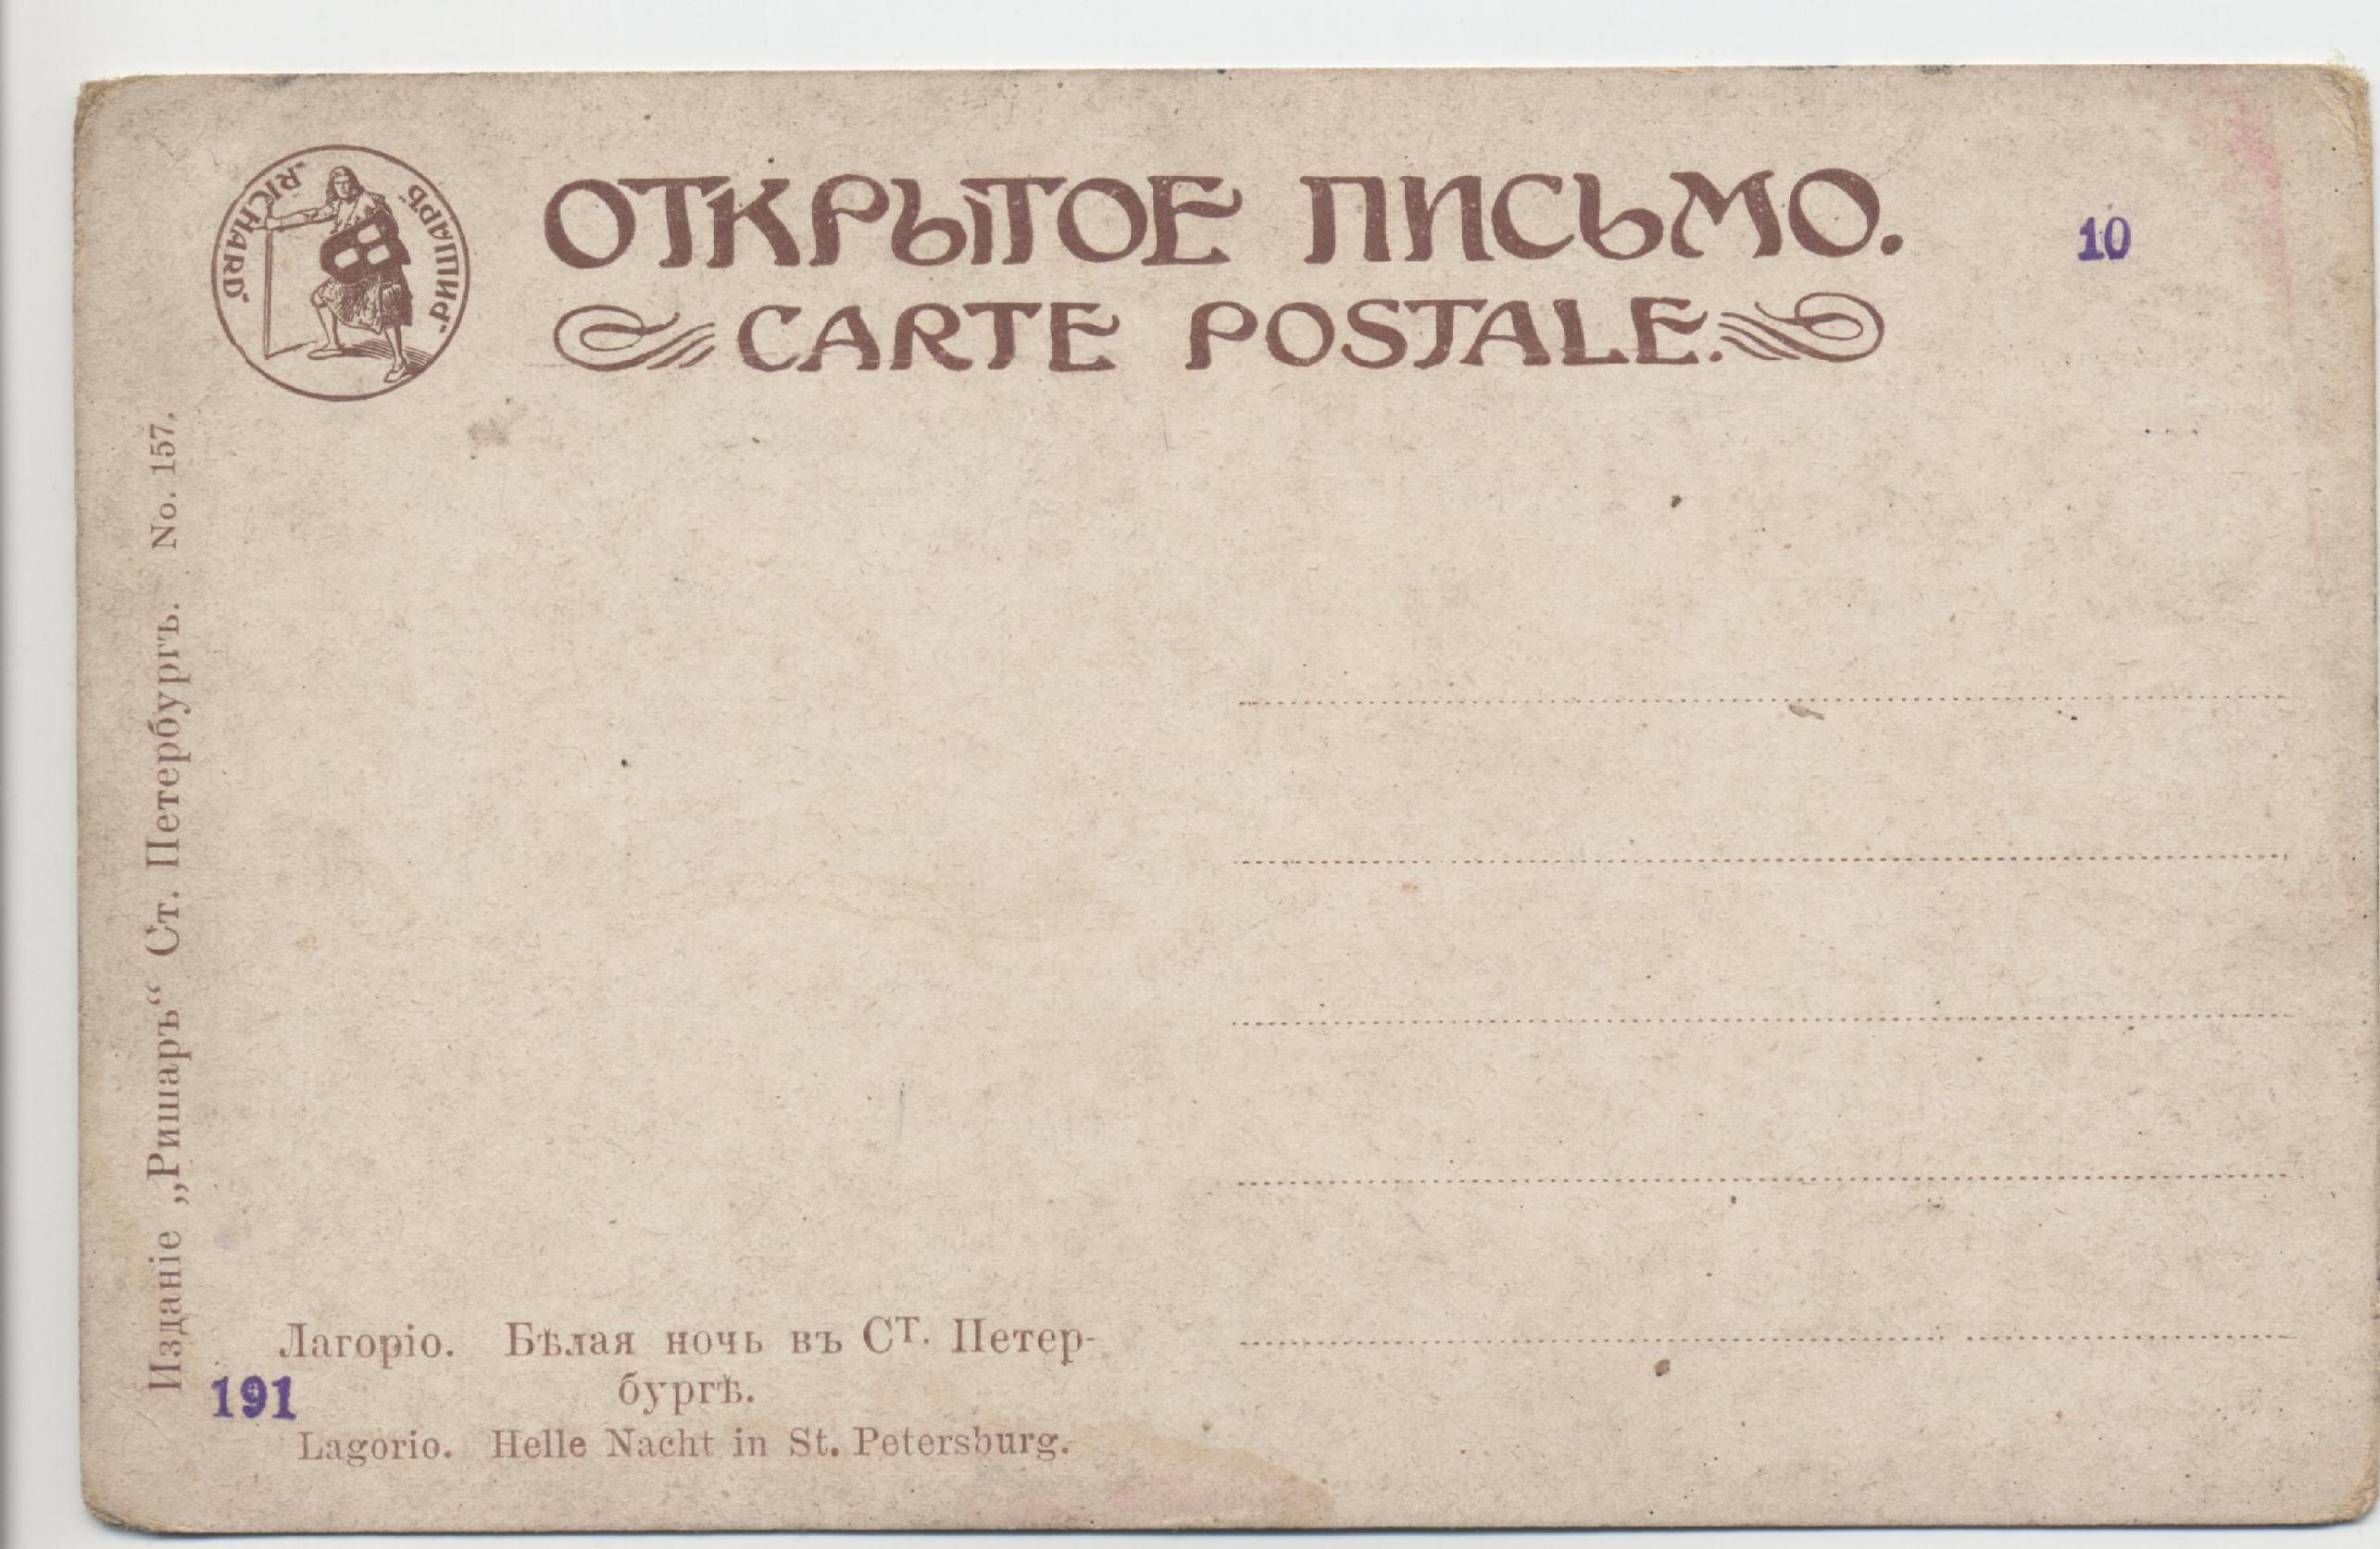 "RICHARD"
„РИШАРЪ"
ОТКРЫТОЕ ПИСЬМО.
CARTE POSTALE.
10
Изданіе „Ришаръ“ Ст. Петербургъ. No. 157.
Лагоріо. Бѣлая ночь въ Ст. Петер-
бургѣ.
191
Lagorio. Helle Nacht in St. Petersburg.